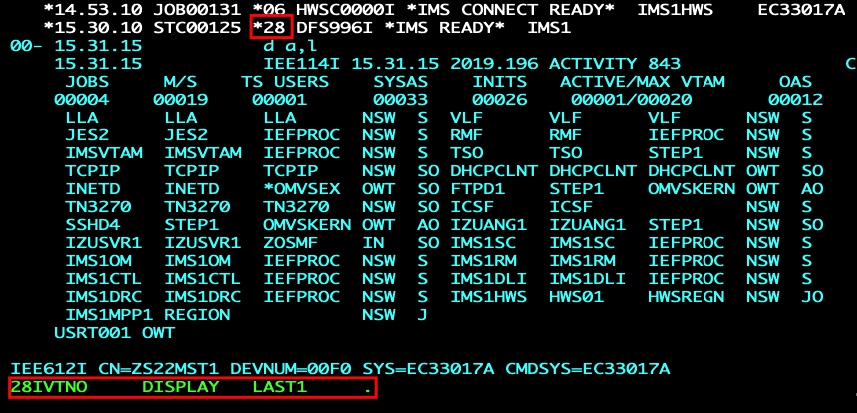 *14.53.10 JOB00131 *06 HWSC0000I *IMS CONNECT READY* IMS1HWS EC33017A
*15.30.10 STC00125 *28 DFS996I *IMS READY* IMS1
00- 15.31.15 d a,l
15.31.15 IEE114I 15.31.15 2019.196 ACTIVITY 843 C
JOBS M/S TS USERS SYSAS INITS ACTIVE/MAX VTAM OAS
00004 00019 00001 00033 00026 00001/00020 00012
LLA LLA LLA NSW S VLF VLF VLF NSW S
JES2 JES2 IEFPROC NSW S RMF RMF IEFPROC NSW S
IMSVTAM IMSVTAM IEFPROC NSW S TSO TSO STEP1 NSW S
TCPIP TCPIP TCPIP NSW SO DHCPCLNT DHCPCLNT DHCPCLNT OWT SO
INETD INETD *OMVSEX OWT SO FTPD1 STEP1 OMVSKERN OWT AO
TN3270 TN3270 TN3270 NSW SO ICSF ICSF NSW S
SSHD4 STEP1 OMVSKERN OWT AO IZUANG1 IZUANG1 STEP1 NSW SO
IZUSVR1 IZUSVR1 ZOSMF IN SO IMS1SC IMS1SC IEFPROC NSW S
IMS1OM IMS1OM IEFPROC NSW S IMS1RM IMS1RM IEFPROC NSW S
IMS1CTL IMS1CTL IEFPROC NSW S IMS1DLI IMS1DLI IEFPROC NSW S
IMS1DRC IMS1DRC IEFPROC NSW S IMS1HWS HWS01 HWSREGN NSW JO
IMS1MPP1 REGION NSW J
USRT001 OWT
IEE612I CN=ZS22MST1 DEVNUM=00F0 SYS=EC33017A CMDSYS=EC33017A
28IVTNO DISPLAY LAST1 .